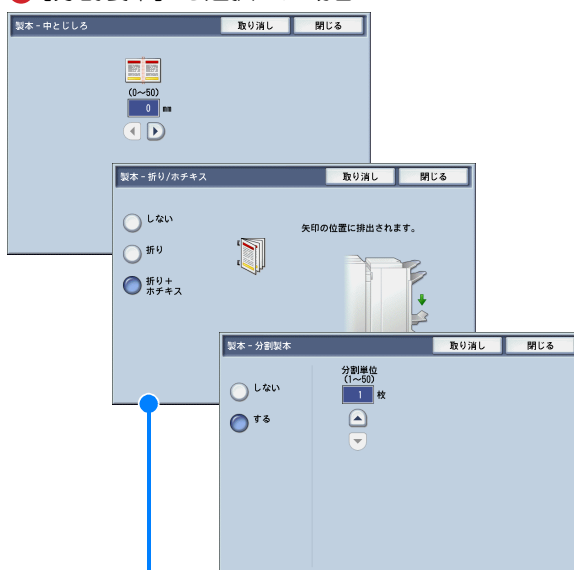 製本 - 中とじしろ
取り消し
閉じる
(0～50)
0 mm
製本 - 折り/ホチキス
取り消し
閉じる
しない
折り
折り+
ホチキス
矢印の位置に排出されます。
製本 - 分割製本
取り消し
閉じる
しない
する
分割単位
(1～50)
1 枚